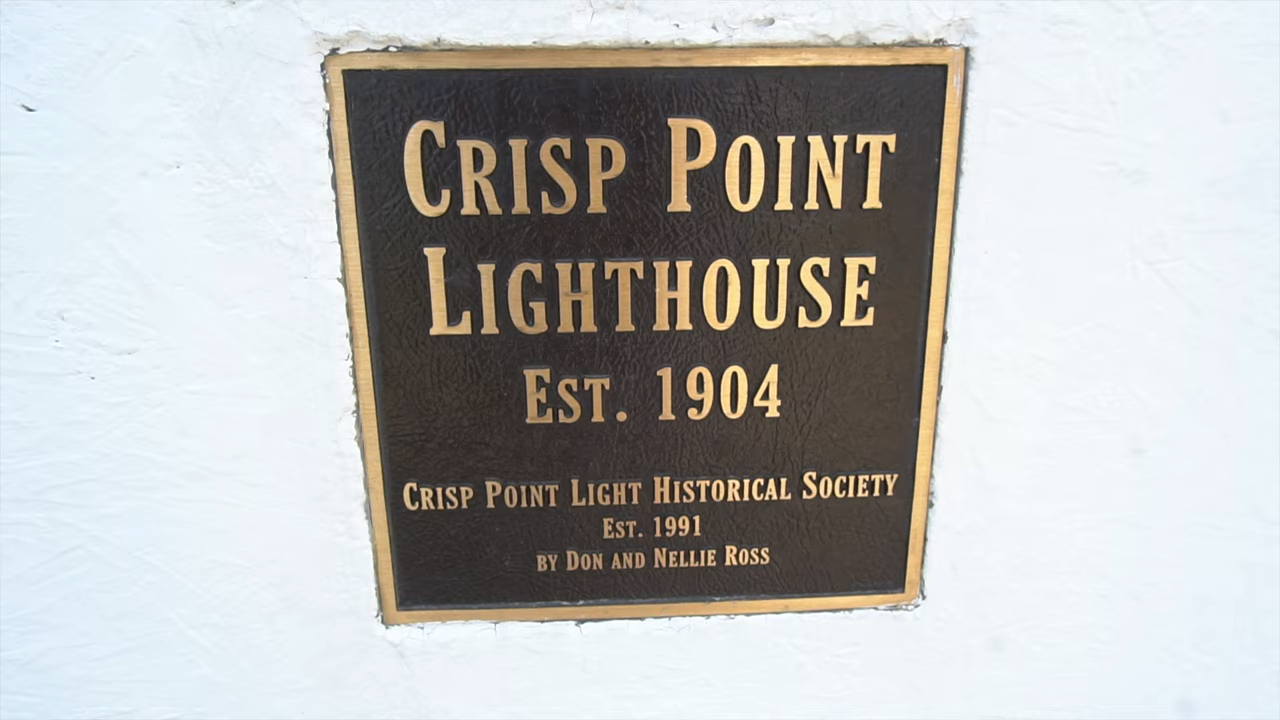 CRISP POINT
LIGHTHOUSE
EST. 1904
CRISP POINT LIGHT HISTORICAL SOCIETY
EST. 1991
BY DON AND NELLIE ROSS